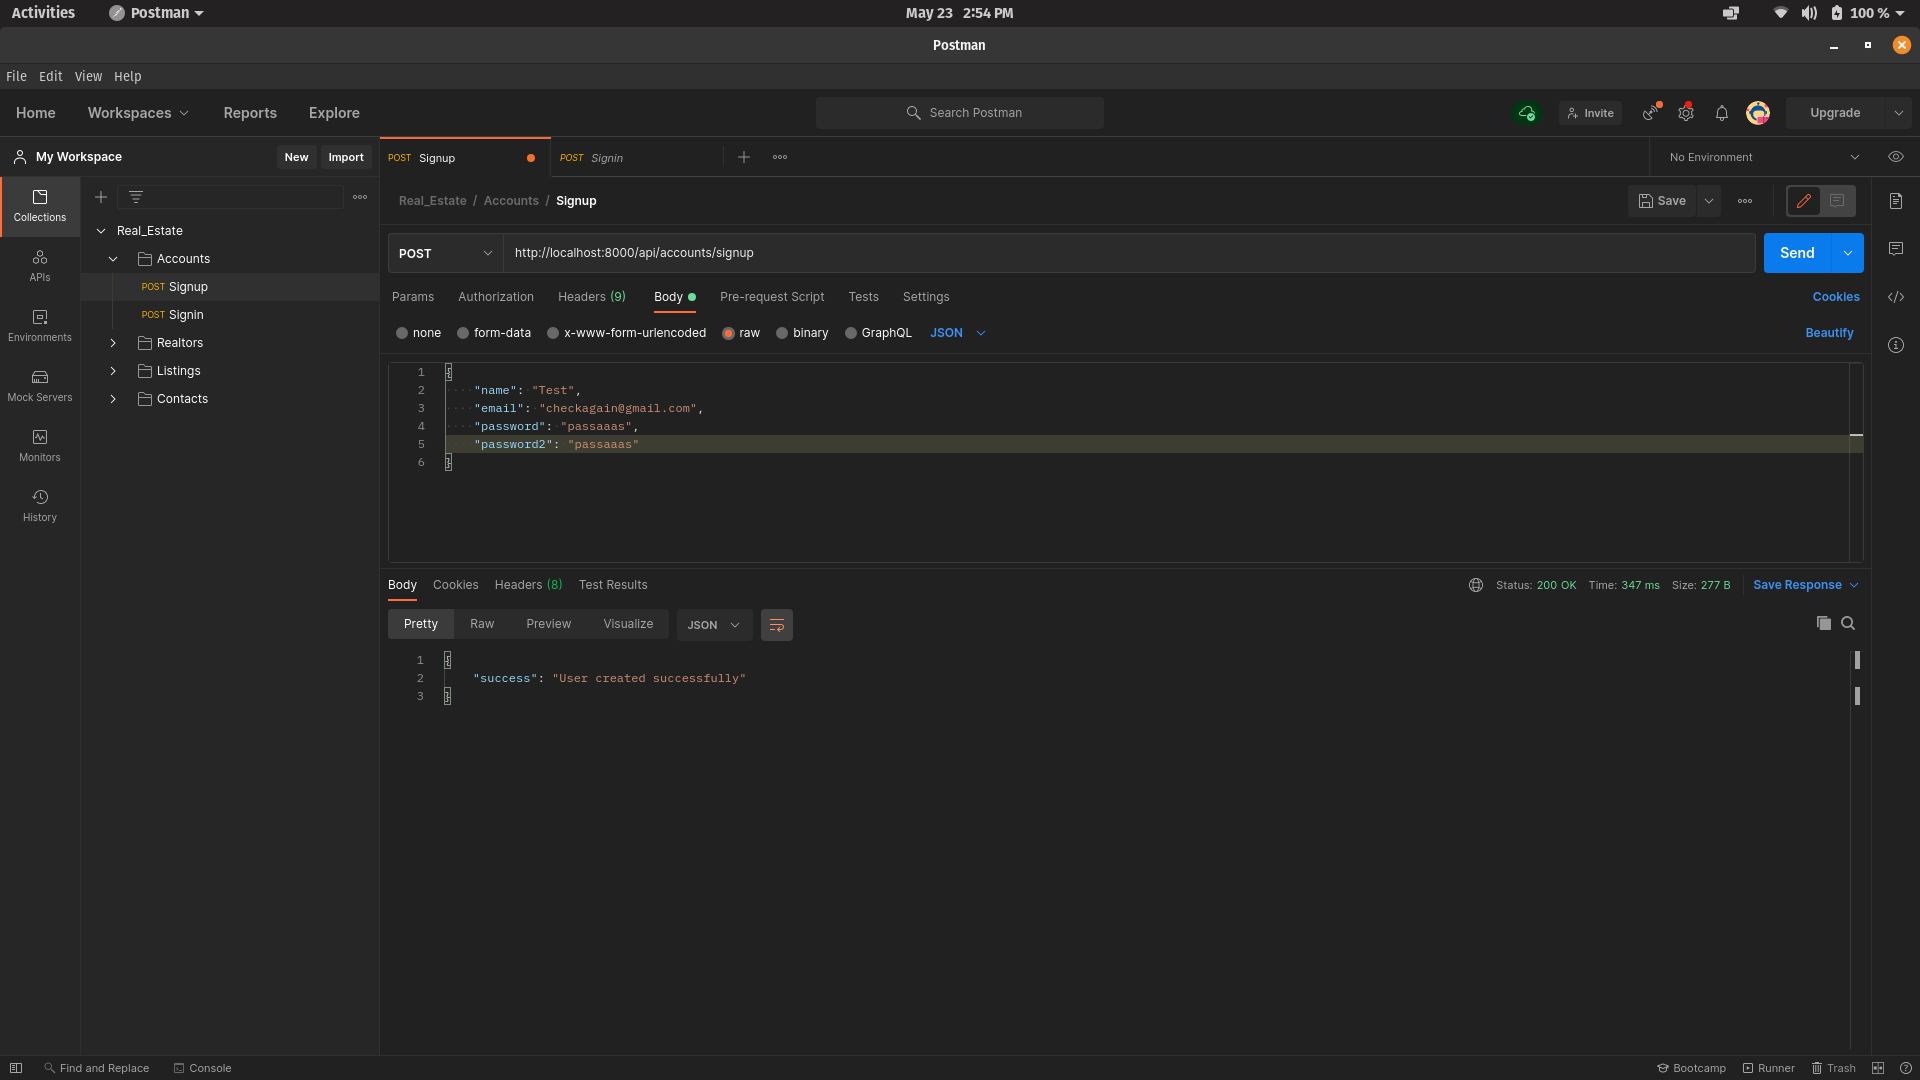 Activities Postman May 23 2:54 PM 100 %
Postman
File Edit View Help
Home Workspaces Reports Explore Search Postman Invite Upgrade
My Workspace New Import POST Signup POST Signin No Environment
Collections
APIs
Environments
Mock Servers
Monitors
History
Real_Estate
Accounts
POST Signup
POST Signin
Realtors
Listings
Contacts
Real_Estate / Accounts / Signup Save
POST http://localhost:8000/api/accounts/signup Send
Params Authorization Headers (9) Body Pre-request Script Tests Settings Cookies
none form-data x-www-form-urlencoded raw binary GraphQL JSON Beautify
1 {
2 "name": "Test",
3 "email": "checkagain@gmail.com",
4 "password": "passaaas",
5 "password2": "passaaas"
6 }
Body Cookies Headers (8) Test Results Status: 200 OK Time: 347 ms Size: 277 B Save Response
Pretty Raw Preview Visualize JSON
1 {
2 "success": "User created successfully"
3 }
Find and Replace Console Bootcamp Runner Trash